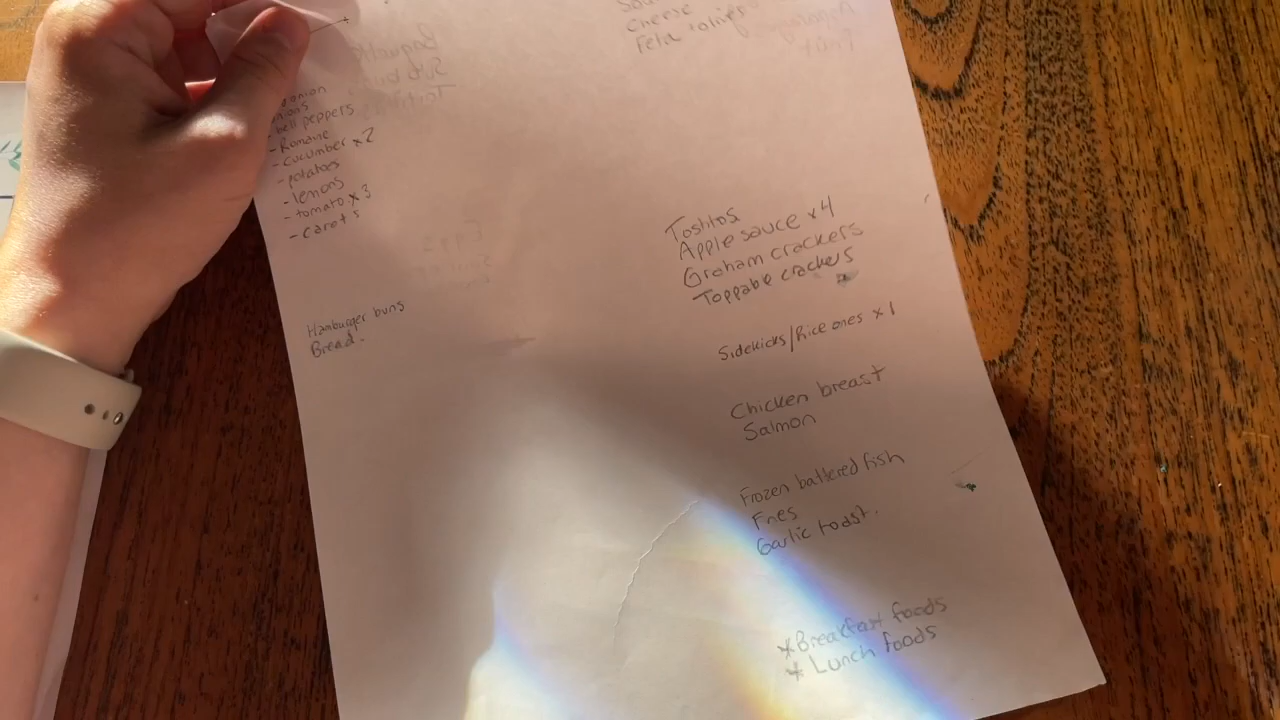 onion
- bell peppers
- Romane
- cucumber x2
- potatoes
- lemons
- tomato x3
- carots
Hamburger buns
Bread.
Cheese
Feta
Tostitos
Apple sauce x4
Graham crackers
Toppable crackers
Sidekicks/Rice ones x1
Chicken breast
Salmon
Frozen battered fish
Fries
Garlic toast.
*Breakfast foods
* Lunch foods